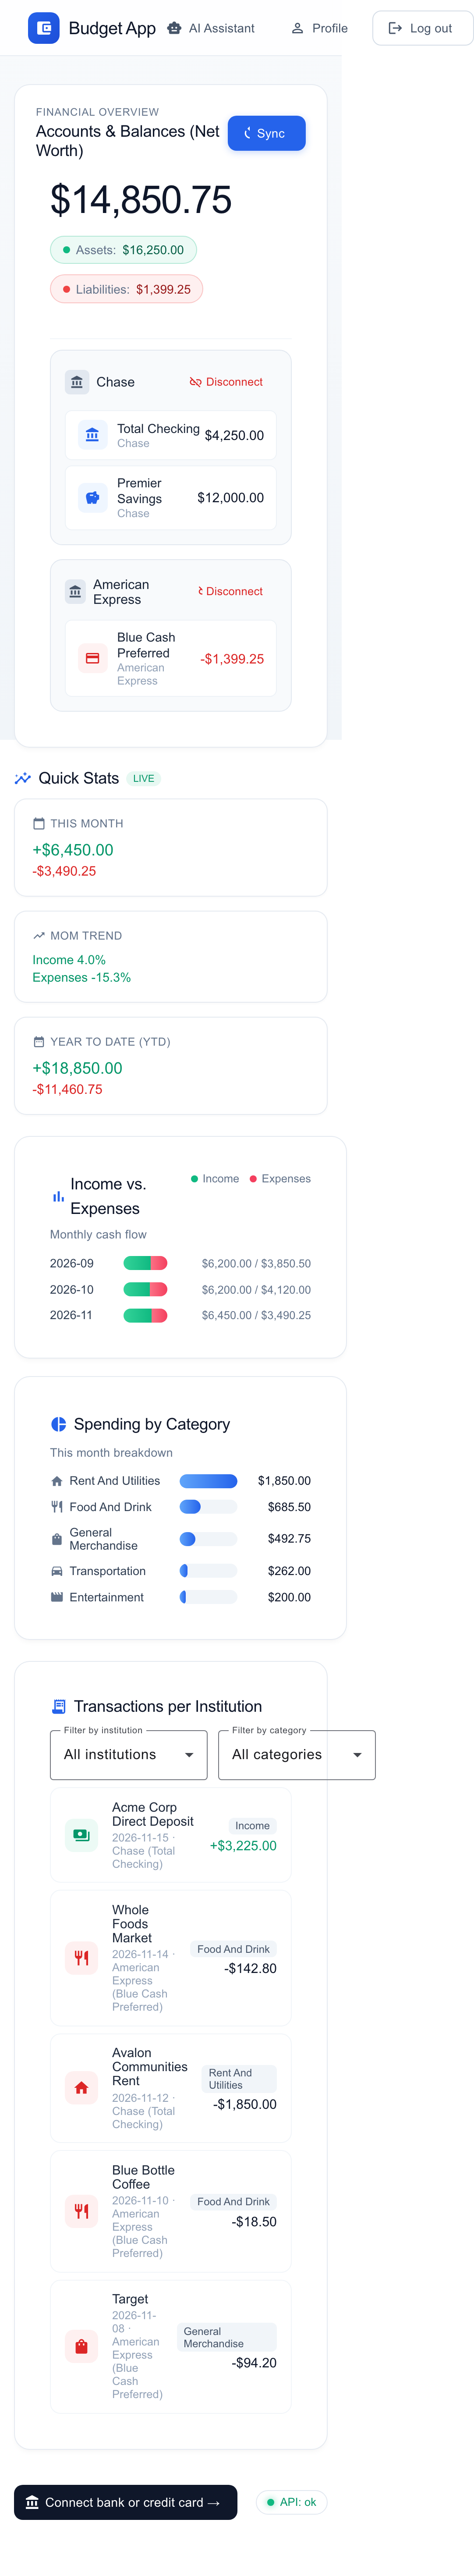 Budget App AI Assistant Profile Log out
FINANCIAL OVERVIEW
Accounts & Balances (Net
Worth)
Sync
$14,850.75
Assets: $16,250.00
Liabilities: $1,399.25
Chase Disconnect
Total Checking $4,250.00
Chase
Premier
Savings
$12,000.00
Chase
American
Express
Disconnect
Blue Cash
Preferred
-$1,399.25
American
Express
Quick Stats LIVE
THIS MONTH
+$6,450.00
-$3,490.25
MOM TREND
Income 4.0%
Expenses -15.3%
YEAR TO DATE (YTD)
+$18,850.00
-$11,460.75
Income vs.
Expenses
Income Expenses
Monthly cash flow
2026-09 $6,200.00 / $3,850.50
2026-10 $6,200.00 / $4,120.00
2026-11 $6,450.00 / $3,490.25
Spending by Category
This month breakdown
Rent And Utilities $1,850.00
Food And Drink $685.50
General
Merchandise
$492.75
Transportation $262.00
Entertainment $200.00
Transactions per Institution
Filter by institution Filter by category
All institutions All categories
Acme Corp
Direct Deposit
2026-11-15 ·
Chase (Total
Checking)
Income
+$3,225.00
Whole
Foods
Market
2026-11-14 ·
American
Express
(Blue Cash
Preferred)
Food And Drink
-$142.80
Avalon
Communities
Rent
2026-11-12 ·
Chase (Total
Checking)
Rent And
Utilities
-$1,850.00
Blue Bottle
Coffee
2026-11-10 ·
American
Express
(Blue Cash
Preferred)
Food And Drink
-$18.50
Target
2026-11-
08 ·
American
Express
(Blue
Cash
Preferred)
General
Merchandise
-$94.20
Connect bank or credit card → API: ok